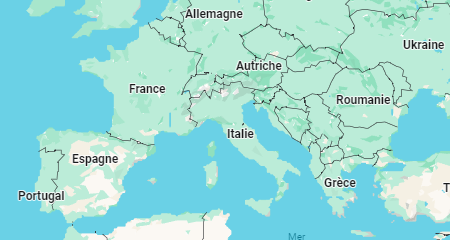 Allemagne
Ukraine
Autriche
France
Roumanie
Italie
Espagne
Grèce
T
Portugal
Mer